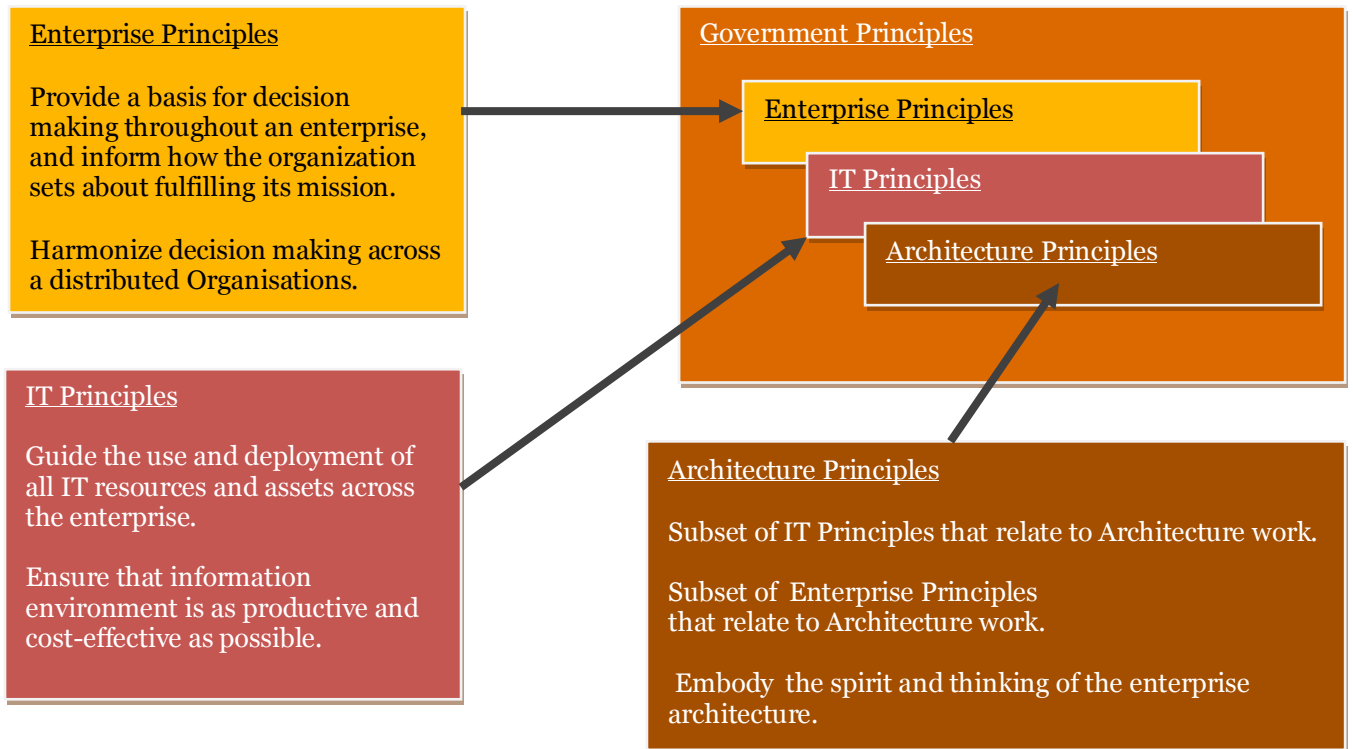 Enterprise Principles
Provide a basis for decision
making throughout an enterprise,
and inform how the organization
sets about fulfilling its mission.
Harmonize decision making across
a distributed Organisations.
Government Principles
Enterprise Principles
IT Principles
Architecture Principles
IT Principles
Guide the use and deployment of
all IT resources and assets across
the enterprise.
Ensure that information
environment is as productive and
cost-effective as possible.
Architecture Principles
Subset of IT Principles that relate to Architecture work.
Subset of Enterprise Principles
that relate to Architecture work.
Embody the spirit and thinking of the enterprise
architecture.